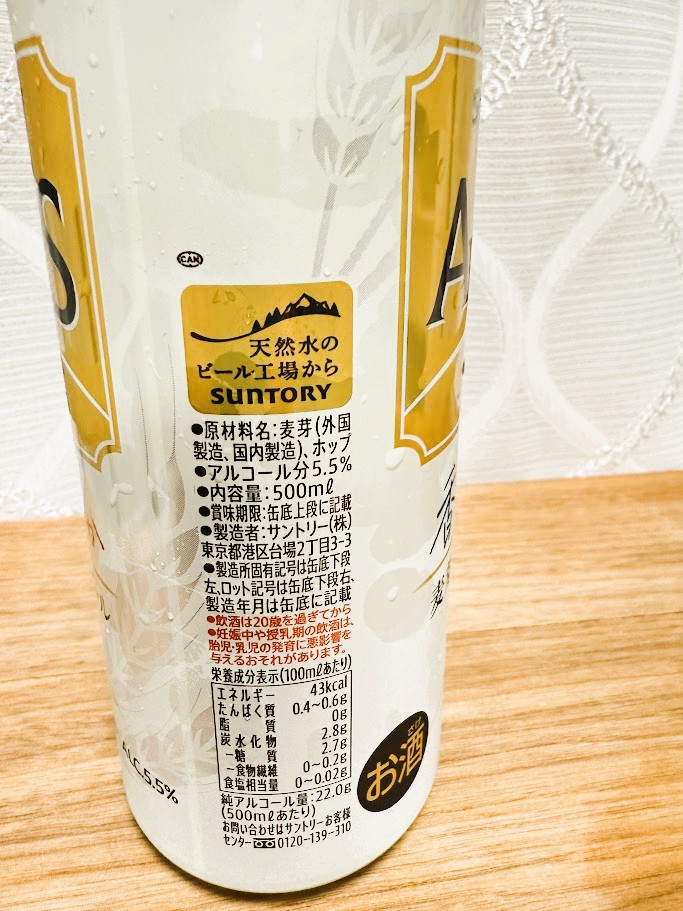 S
A
CAN
天然水の
ビール工場から
SUNTORY
●原材料名:麦芽(外国
製造、国内製造)、ホップ
●アルコール分5.5%
●内容量:500mℓ
●賞味期限:缶底上段に記載
●製造者:サントリー(株)
東京都港区台場2丁目3-3
●製造所固有記号は缶底下段
左、ロット記号は缶底下段右、
製造年月は缶底に記載
●飲酒は20歳を過ぎてから
●妊娠中や授乳期の飲酒は、
胎児・乳児の発育に悪影響を
与えるおそれがあります。
栄養成分表示(100mℓあたり)
エネルギー 43kcal
たんぱく質 0.4~0.6g
脂質 0g
炭水化物 2.8g
-糖質 2.7g
-食物繊維 0~0.2g
食塩相当量 0~0.02g
純アルコール量:22.0g
(500mℓあたり)
お問い合わせはサントリーお客様
センター 0120-139-310
ALC.5.5%
ル
麦
お酒